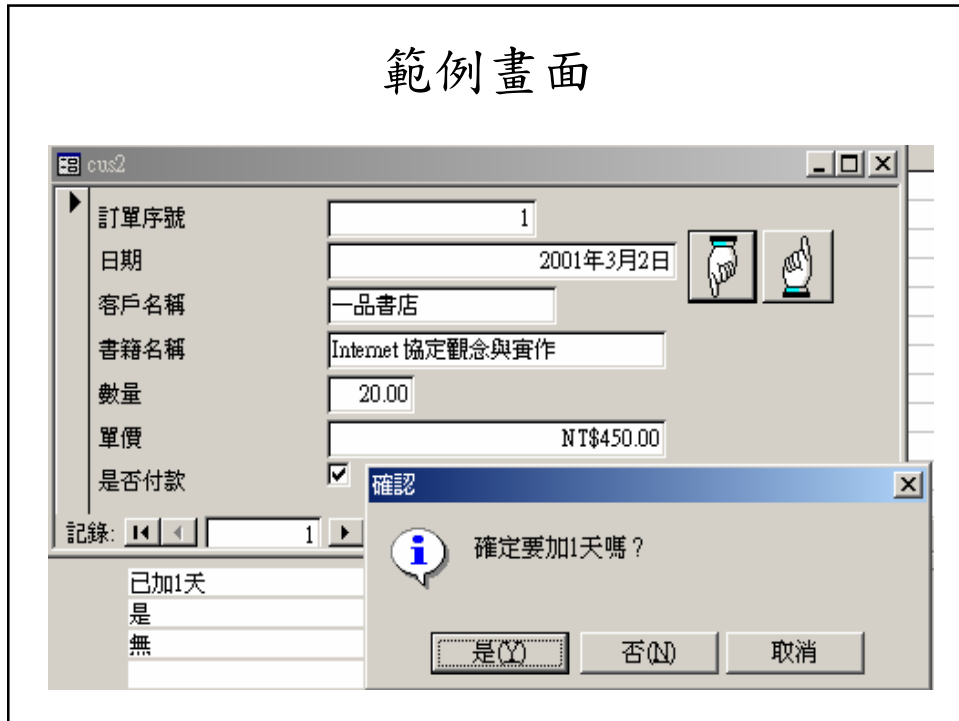 範例畫面
cus2
訂單序號 1
日期 2001年3月2日
客戶名稱 一品書店
書籍名稱 Internet 協定觀念與實作
數量 20.00
單價 NT$450.00
是否付款
確認
記錄: 1
確定要加1天嗎？
已加1天
是
無
是(Y) 否(N) 取消